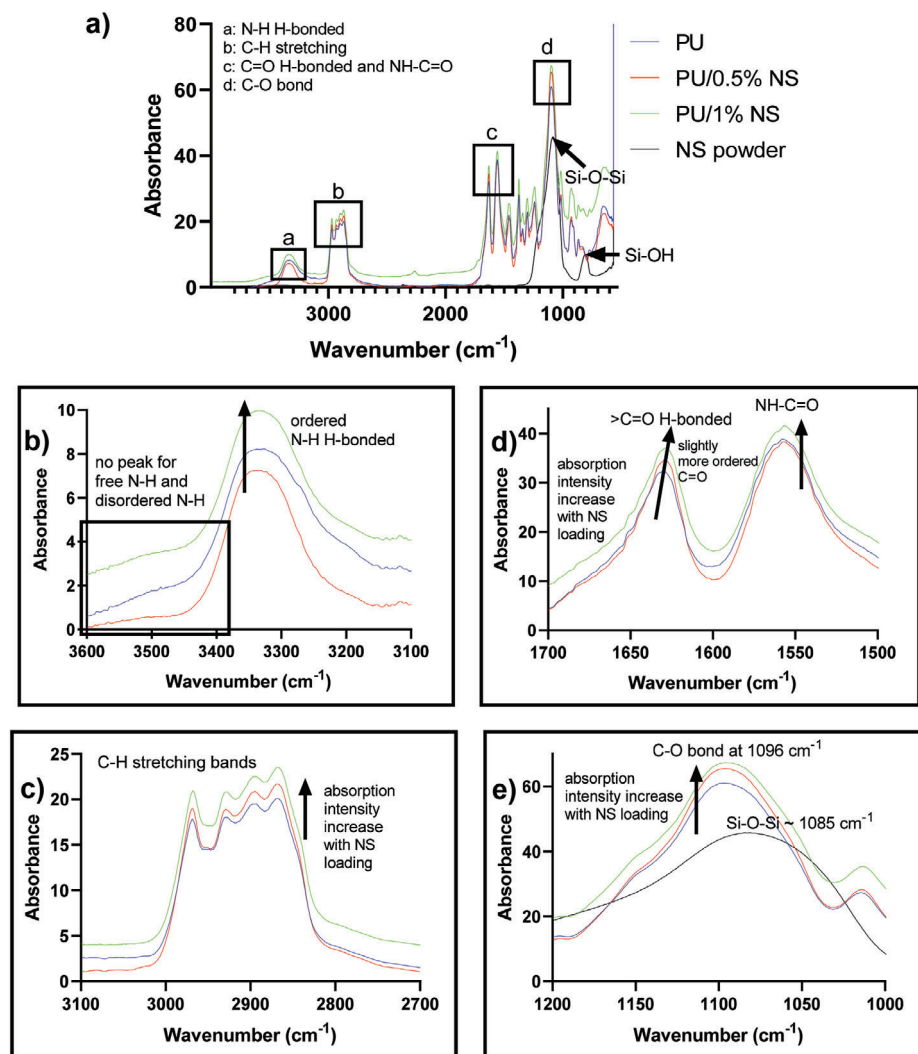 a)
a: N-H H-bonded
b: C-H stretching
c: C=O H-bonded and NH-C=O
d: C-O bond
80
60
40
20
0
Absorbance
3000
2000
1000
Wavenumber (cm⁻¹)
a
b
c
d
Si-O-Si
Si-OH
PU
PU/0.5% NS
PU/1% NS
NS powder
b)
10
8
6
4
2
0
Absorbance
no peak for
free N-H and
disordered N-H
ordered
N-H H-bonded
3600
3500
3400
3300
3200
3100
Wavenumber (cm⁻¹)
d)
40
30
20
10
0
Absorbance
>C=O H-bonded
NH-C=O
slightly
more ordered
C=O
absorption
intensity
increase
with NS
loading
1700
1650
1600
1550
1500
Wavenumber (cm⁻¹)
c)
25
20
15
10
5
0
Absorbance
C-H stretching bands
absorption
intensity
increase
with NS
loading
3100
3000
2900
2800
2700
Wavenumber (cm⁻¹)
e)
60
40
20
0
Absorbance
C-O bond at 1096 cm⁻¹
absorption
intensity increase
with NS loading
Si-O-Si ~ 1085 cm⁻¹
1200
1150
1100
1050
1000
Wavenumber (cm⁻¹)